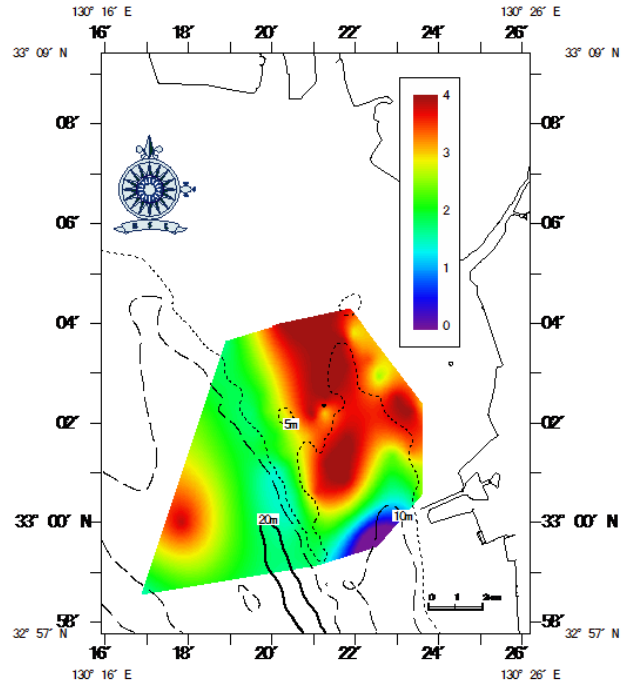 130° 16' E 130° 26' E
16' 18' 20' 22' 24' 26'
33° 09' N 33° 09' N
08' 08'
06' 06'
04' 04'
02' 02'
33° 00' N 33° 00' N
58' 58'
32° 57' N 32° 57' N
16' 18' 20' 22' 24' 26'
130° 16' E 130° 26' E
4
3
2
1
0
5m
20m
10m
0 1 2km